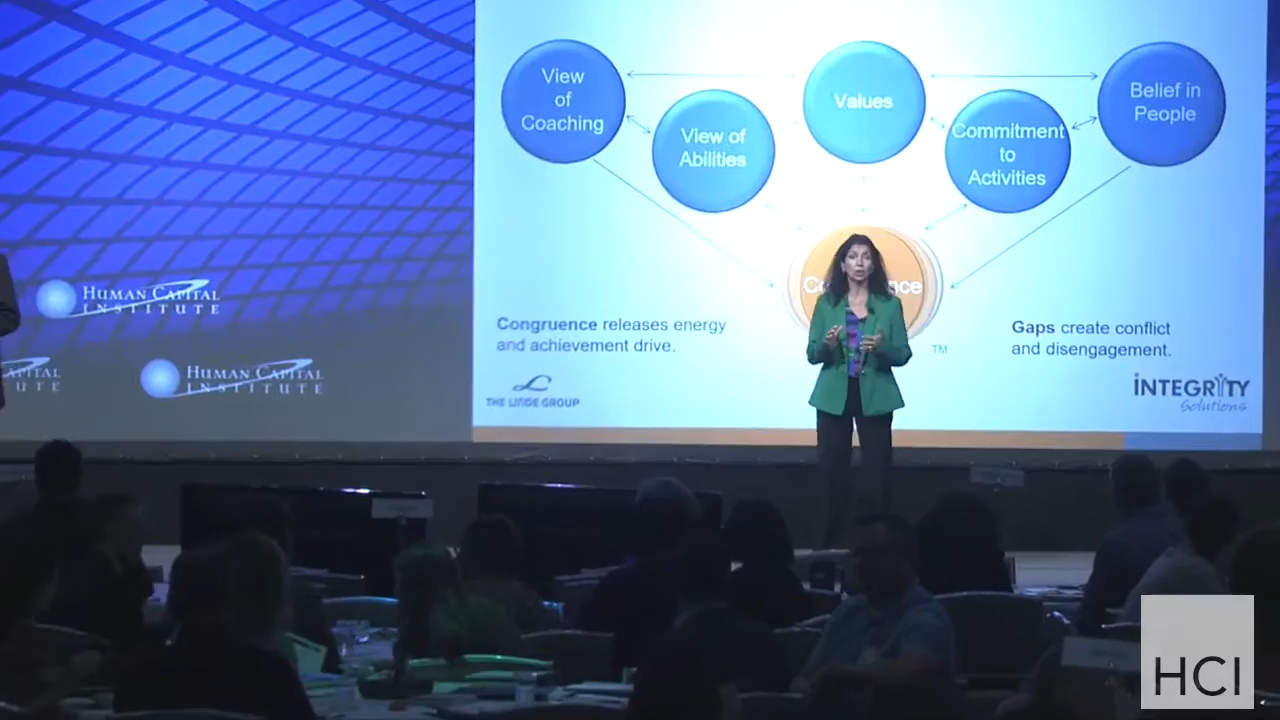 View
of
Coaching
View of
Abilities
Values
Commitment
to
Activities
Belief in
People
Congruence releases energy
and achievement drive.
Gaps create conflict
and disengagement.
TM
THE LINDE GROUP
INTEGRITY
Solutions
HUMAN CAPITAL
INSTITUTE
HUMAN CAPITAL
INSTITUTE
HCI